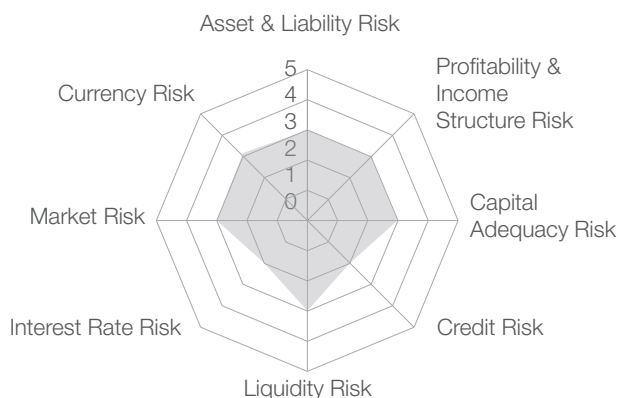 Asset & Liability Risk
5
4
3
2
1
0
Profitability &
Income
Structure Risk
Capital
Adequacy Risk
Credit Risk
Liquidity Risk
Interest Rate Risk
Market Risk
Currency Risk